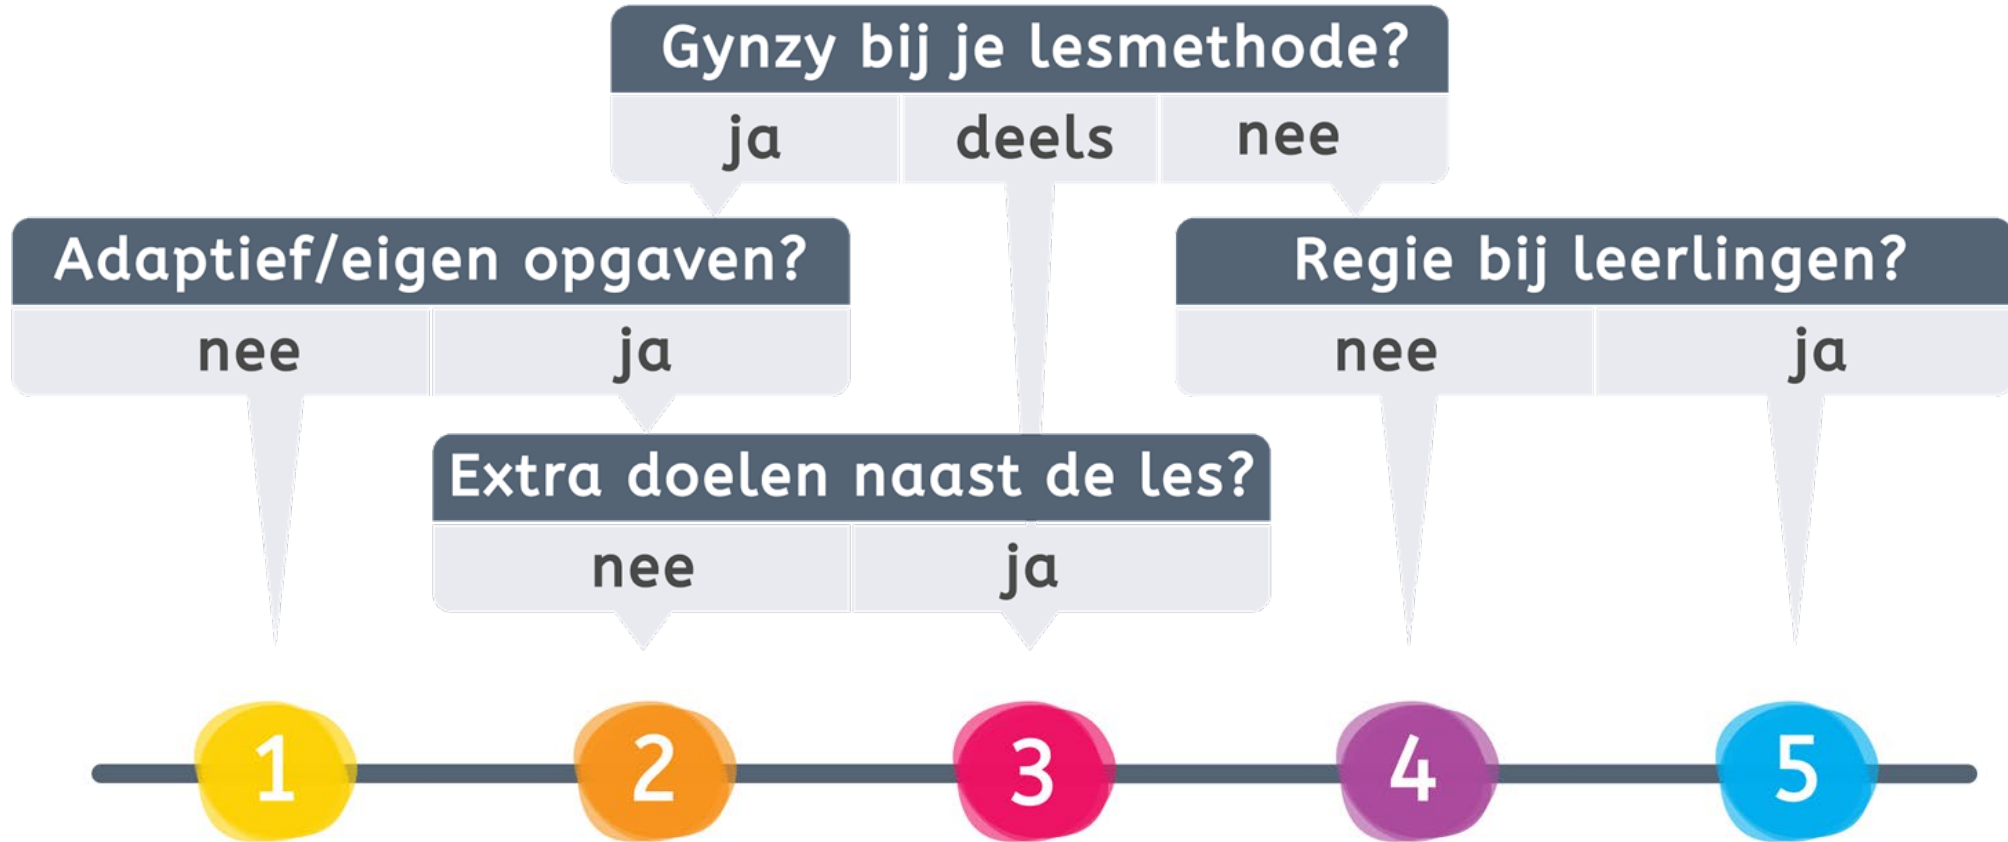 Gynzy bij je lesmethode?
ja deels nee
Adaptief/eigen opgaven?
nee ja
Regie bij leerlingen?
nee ja
Extra doelen naast de les?
nee ja
1 2 3 4 5